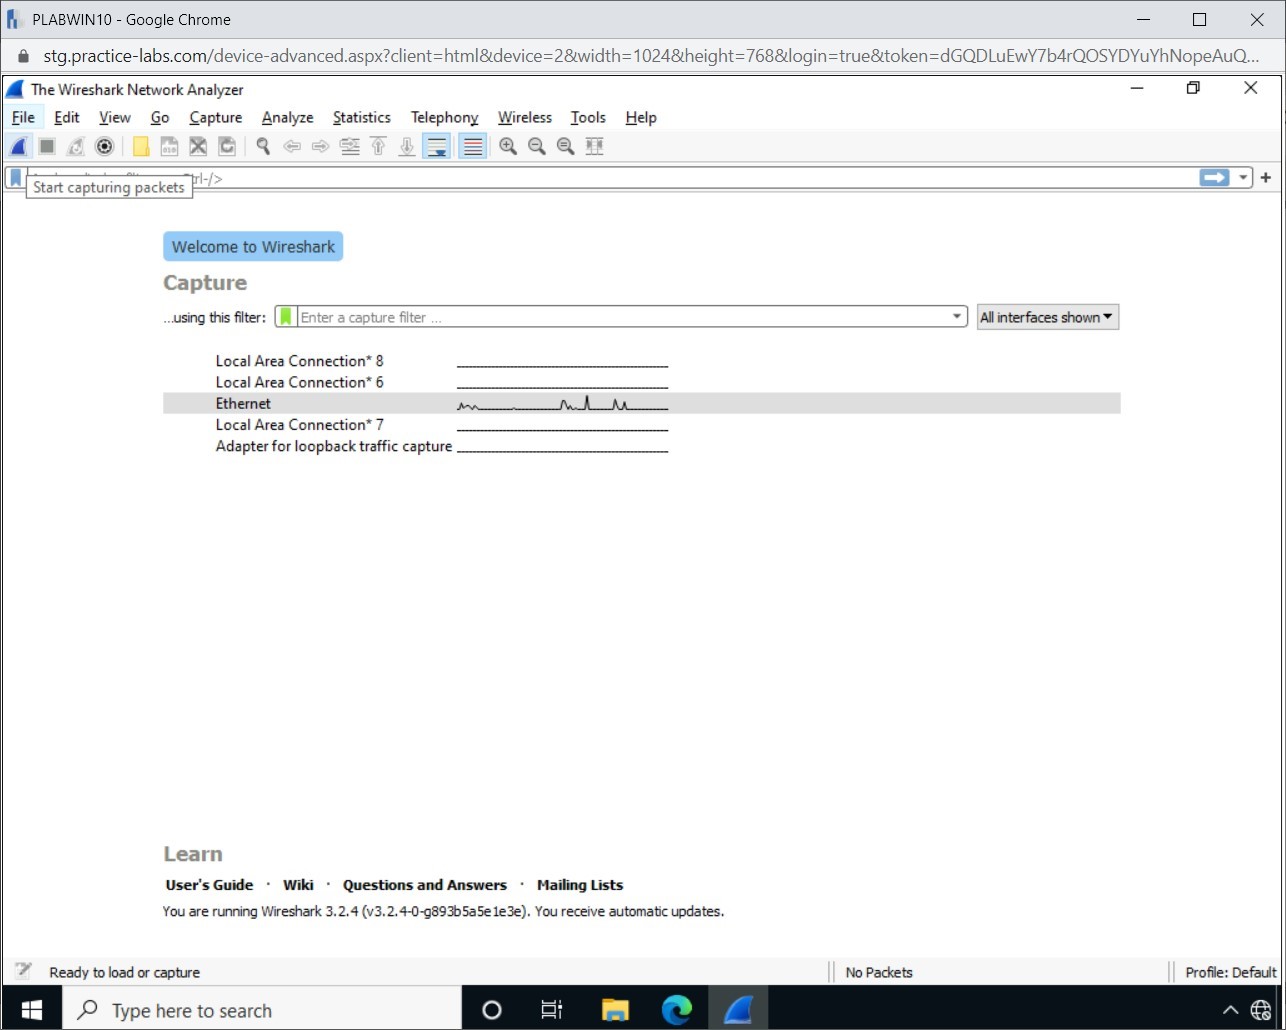 PLABWIN10 - Google Chrome
stg.practice-labs.com/device-advanced.aspx?client=html&device=2&width=1024&height=768&login=true&token=dGQDLuEwY7b4rQOSYDYuYhNopeAuQ...
The Wireshark Network Analyzer
File Edit View Go Capture Analyze Statistics Telephony Wireless Tools Help
trl-/>
Start capturing packets
Welcome to Wireshark
Capture
...using this filter: Enter a capture filter ... All interfaces shown
Local Area Connection* 8
Local Area Connection* 6
Ethernet
Local Area Connection* 7
Adapter for loopback traffic capture
Learn
User's Guide · Wiki · Questions and Answers · Mailing Lists
You are running Wireshark 3.2.4 (v3.2.4-0-g893b5a5e1e3e). You receive automatic updates.
Ready to load or capture No Packets Profile: Default
Type here to search